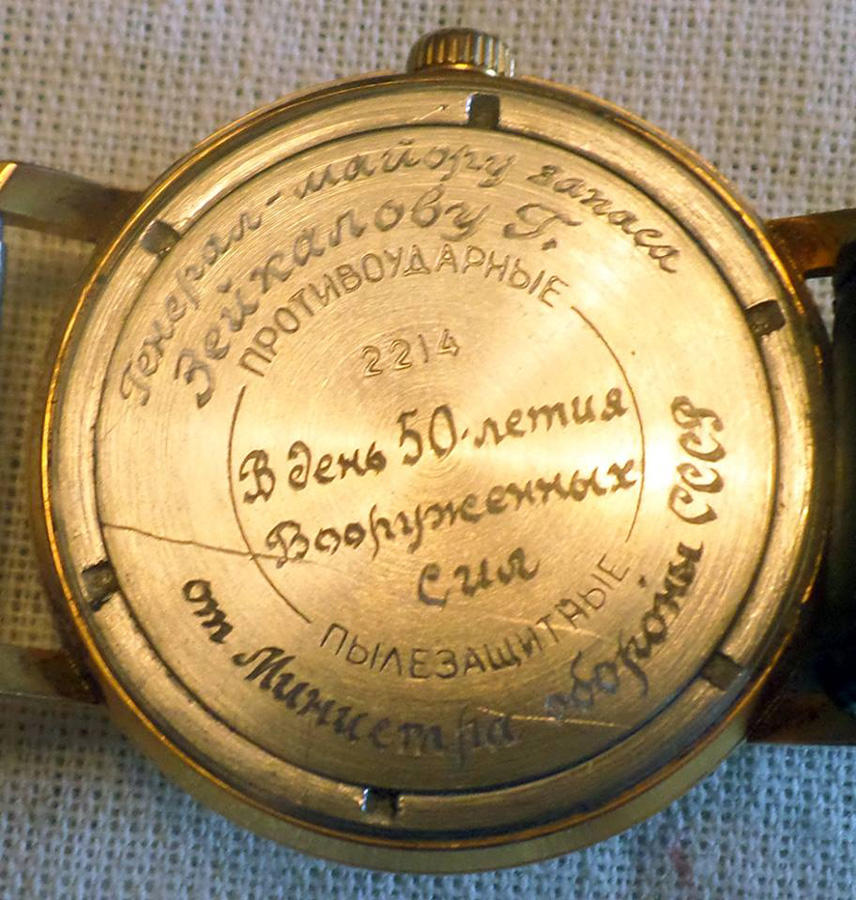 Генерал-майору запаса
Зейкалову Г.
ПРОТИВОУДАРНЫЕ
2214
В день 50-летия
Вооруженных
Сил
ПЫЛЕЗАЩИТНЫЕ
от Министра обороны СССР